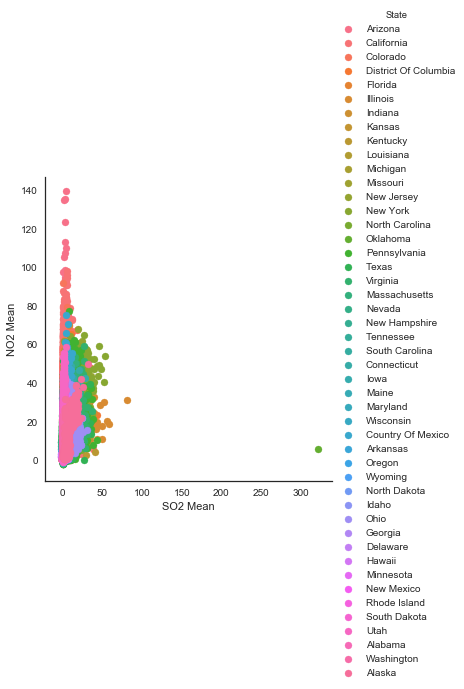 State
Arizona
California
Colorado
District Of Columbia
Florida
Illinois
Indiana
Kansas
Kentucky
Louisiana
Michigan
Missouri
New Jersey
New York
North Carolina
Oklahoma
Pennsylvania
Texas
Virginia
Massachusetts
Nevada
New Hampshire
Tennessee
South Carolina
Connecticut
Iowa
Maine
Maryland
Wisconsin
Country Of Mexico
Arkansas
Oregon
Wyoming
North Dakota
Idaho
Ohio
Georgia
Delaware
Hawaii
Minnesota
New Mexico
Rhode Island
South Dakota
Utah
Alabama
Washington
Alaska
NO2 Mean
140
120
100
80
60
40
20
0
0 50 100 150 200 250 300
SO2 Mean